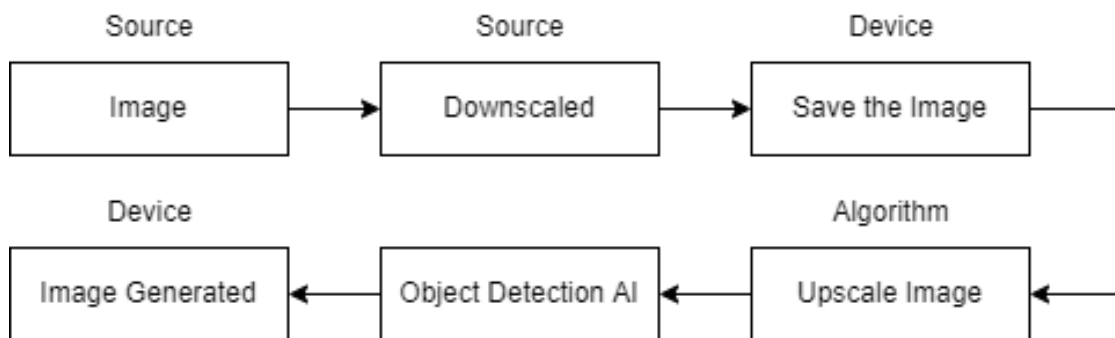 Source
Source
Device
Image
Downscaled
Save the Image
Device
Algorithm
Image Generated
Object Detection AI
Upscale Image